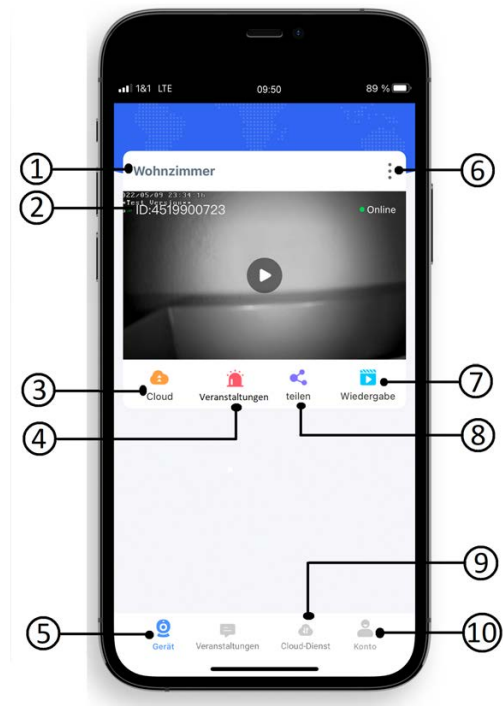 1&1 LTE 09:50 89 %
① Wohnzimmer ⑥
2022/05/09 23:34:16
*Test Version**
② ID:4519900723 Online
③ Cloud Veranstaltungen teilen Wiedergabe ⑦
④ ⑧
⑨
⑤ ⑩
Gerät Veranstaltungen Cloud-Dienst Konto